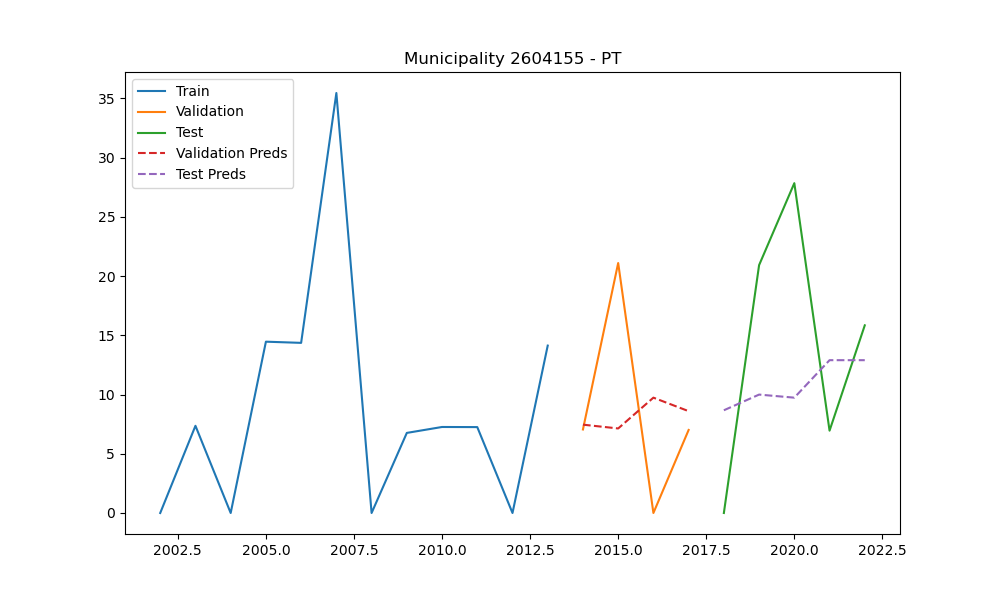 Municipality 2604155 - PT
Train
Validation
Test
Validation Preds
Test Preds
35
30
25
20
15
10
5
0
2002.5 2005.0 2007.5 2010.0 2012.5 2015.0 2017.5 2020.0 2022.5